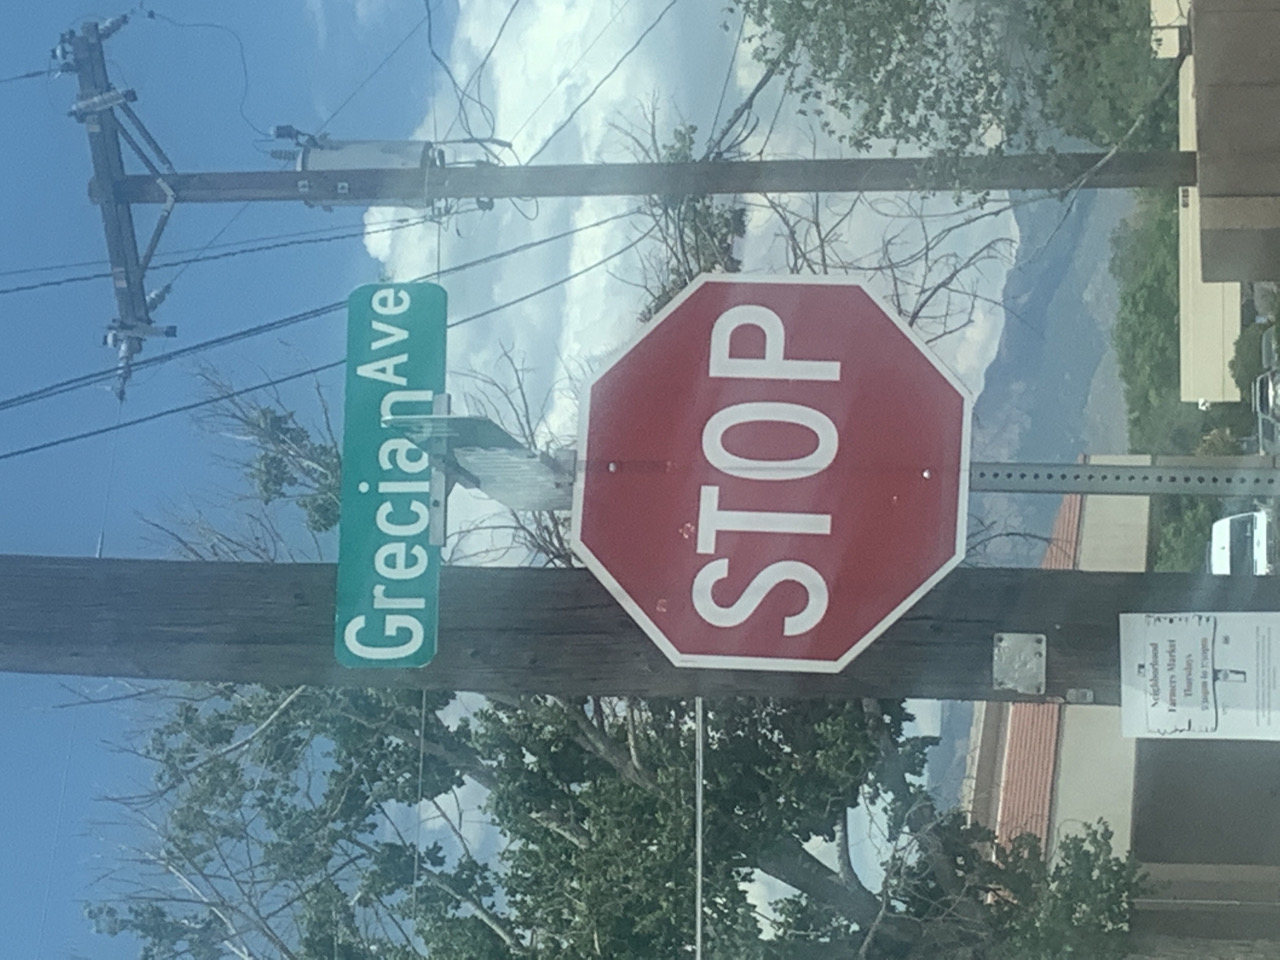 Grecian Ave
STOP
Neighborhood
Farmers Market
Thursdays